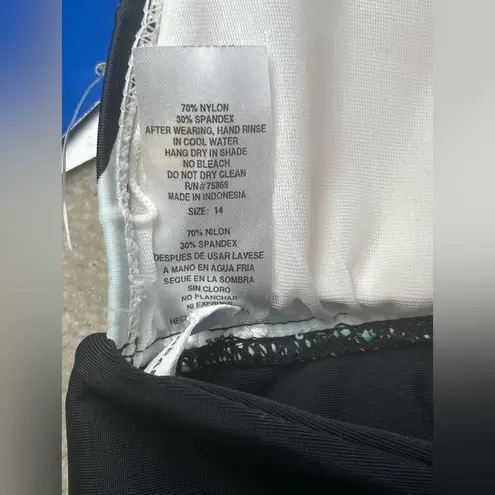 70% NYLON
30% SPANDEX
AFTER WEARING, HAND RINSE
IN COOL WATER
HANG DRY IN SHADE
NO BLEACH
DO NOT DRY CLEAN
R/N# 75869
MADE IN INDONESIA
SIZE: 14
70% NILON
30% SPANDEX
DESPUES DE USAR LAVESE
A MANO EN AGUA FRIA
SEQUE EN LA SOMBRA
SIN CLORO
NO PLANCHAR
NI